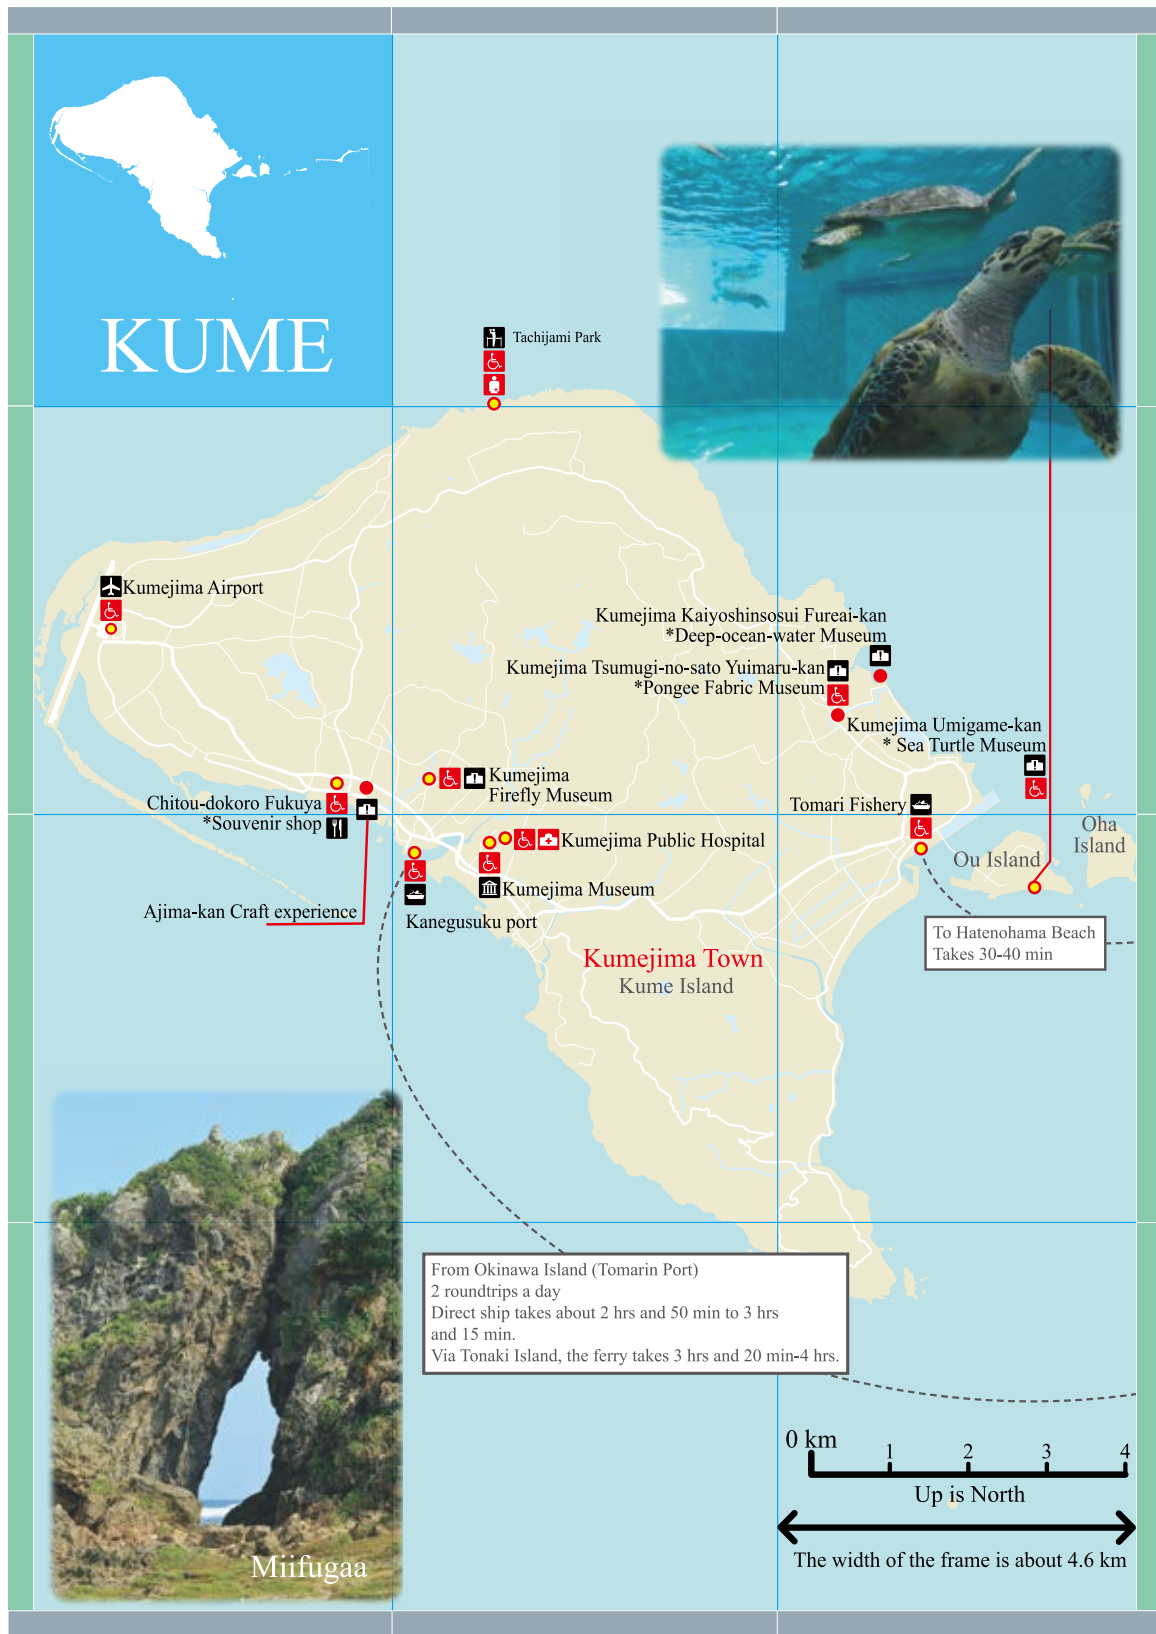 KUME
Tachijami Park
Kumejima Airport
Kumejima Kaiyoshinsosui Fureai-kan
*Deep-ocean-water Museum
Kumejima Tsumugi-no-sato Yuimaru-kan
*Pongee Fabric Museum
Kumejima Umigame-kan
* Sea Turtle Museum
Kumejima
Firefly Museum
Chitou-dokoro Fukuya
*Souvenir shop
Tomari Fishery
Oha
Island
Ou Island
Kumejima Public Hospital
Kumejima Museum
Ajima-kan Craft experience
Kanegusuku port
To Hatenohama Beach
Takes 30-40 min
Kumejima Town
Kume Island
From Okinawa Island (Tomarin Port)
2 roundtrips a day
Direct ship takes about 2 hrs and 50 min to 3 hrs
and 15 min.
Via Tonaki Island, the ferry takes 3 hrs and 20 min-4 hrs.
0 km
1
2
3
4
Up is North
The width of the frame is about 4.6 km
Miifugaa